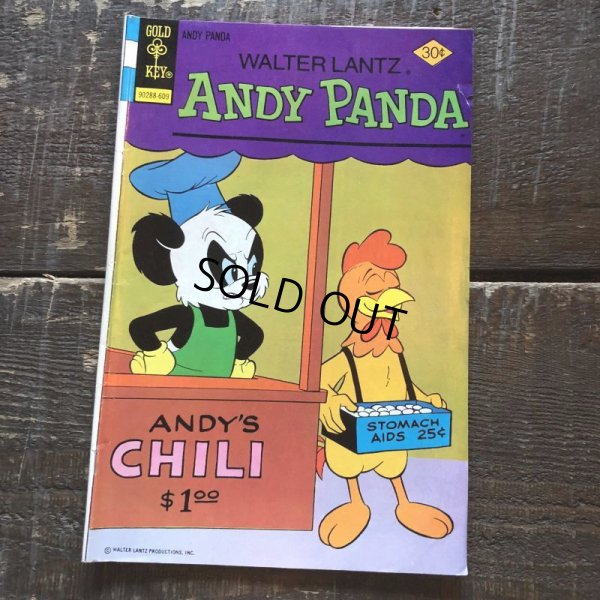 GOLD
KEY®
90288-609
ANDY PANDA
30¢
WALTER LANTZ®
ANDY PANDA
SOLD OUT
STOMACH
AIDS 25¢
ANDY'S
CHILI
$1.00
© WALTER LANTZ PRODUCTIONS, INC.